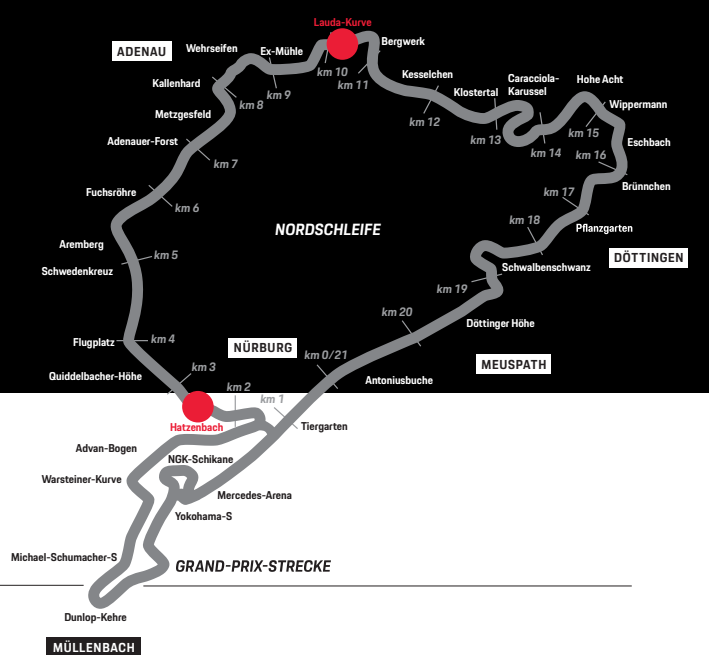 Lauda-Kurve
ADENAU
Wehrseifen
Ex-Mühle
Bergwerk
km 10
km 11
Kesselchen
Caracciola-
Karussel
Hohe Acht
Kallenhard
km 9
km 8
Klostertal
Wippermann
Metzgesfeld
km 12
km 13
km 14
km 15
Adenauer-Forst
km 7
Eschbach
km 16
Fuchsröhre
km 6
km 17
Brünnchen
NORDSCHLEIFE
km 18
Pflanzgarten
Aremberg
km 5
DÖTTINGEN
Schwedenkreuz
Schwalbenschwanz
km 19
km 20
Döttinger Höhe
Flugplatz
km 4
NÜRBURG
km 0/21
MEUSPATH
km 3
Quiddelbacher-Höhe
Antoniusbuche
km 2
km 1
Hatzenbach
Tiergarten
Advan-Bogen
NGK-Schikane
Warsteiner-Kurve
Mercedes-Arena
Yokohama-S
Michael-Schumacher-S
GRAND-PRIX-STRECKE
Dunlop-Kehre
MÜLLENBACH